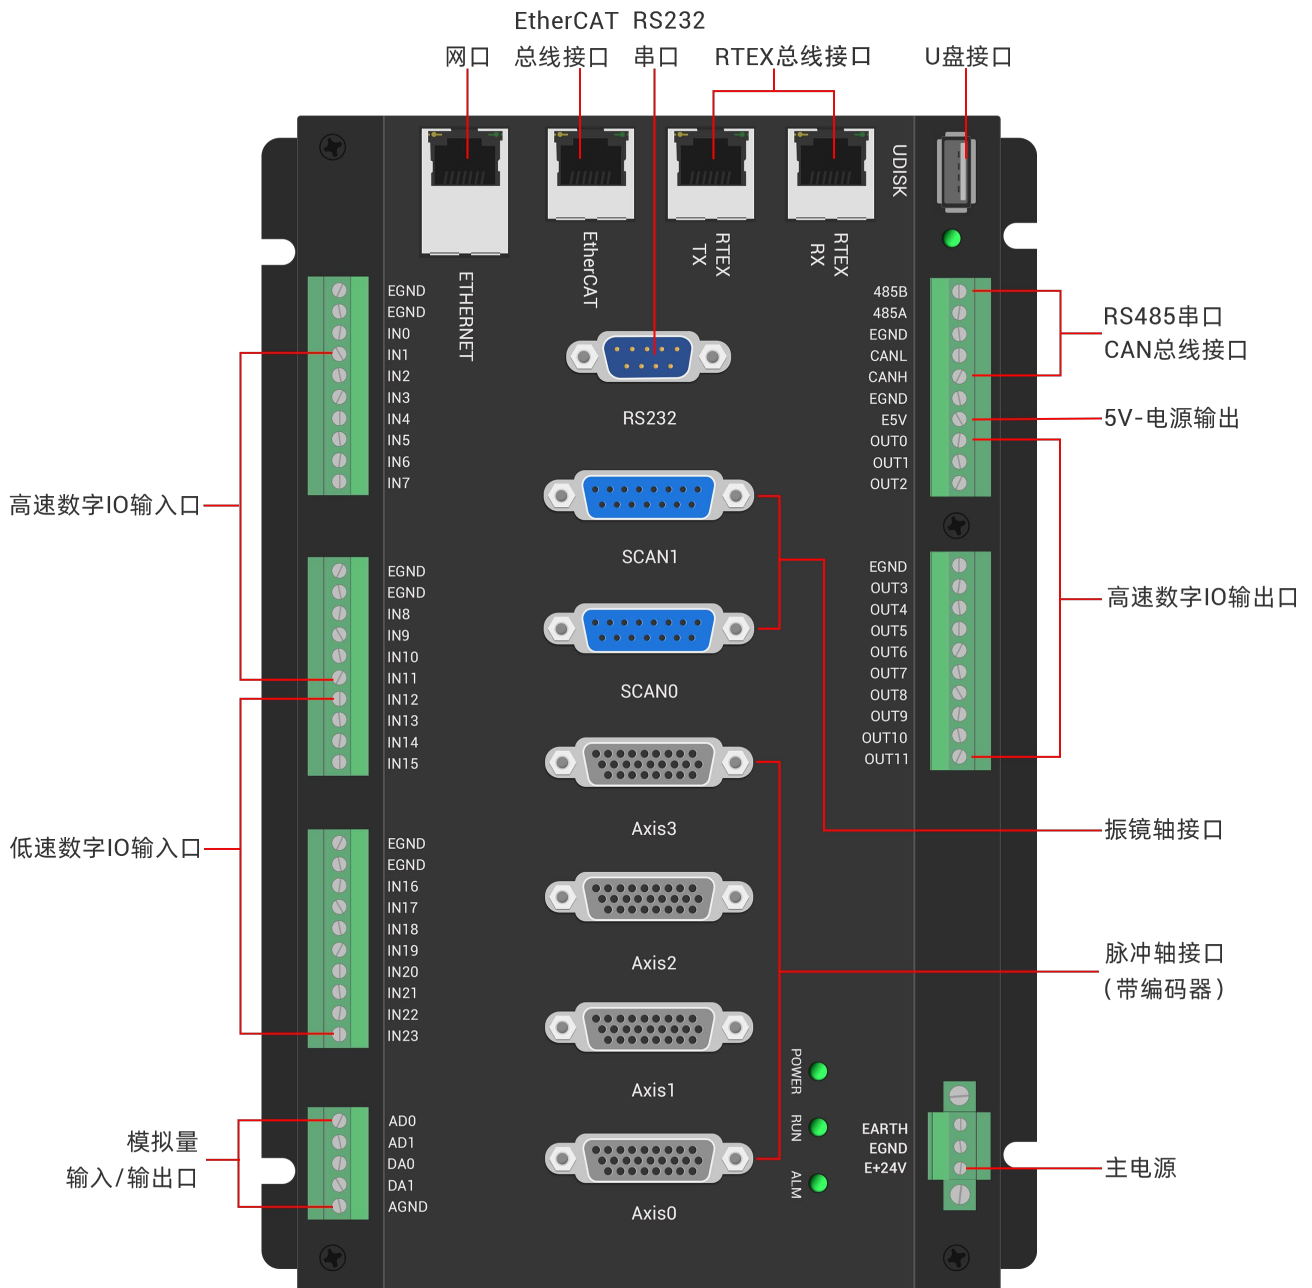 EtherCAT RS232
网口 总线接口 串口 RTEX总线接口 U盘接口
UDISK
ETHERNET
EtherCAT
RTEX
TX
RTEX
RX
EGND
EGND
IN0
IN1
IN2
IN3
IN4
IN5
IN6
IN7
高速数字IO输入口
EGND
EGND
IN8
IN9
IN10
IN11
IN12
IN13
IN14
IN15
低速数字IO输入口
EGND
EGND
IN16
IN17
IN18
IN19
IN20
IN21
IN22
IN23
模拟量
输入/输出口
AD0
AD1
DA0
DA1
AGND
RS232
SCAN1
SCAN0
Axis3
Axis2
Axis1
Axis0
POWER
RUN
ALM
485B
485A
EGND
CANL
CANH
EGND
E5V
OUT0
OUT1
OUT2
RS485串口
CAN总线接口
5V-电源输出
EGND
OUT3
OUT4
OUT5
OUT6
OUT7
OUT8
OUT9
OUT10
OUT11
高速数字IO输出口
振镜轴接口
脉冲轴接口
(带编码器)
EARTH
EGND
E+24V
主电源